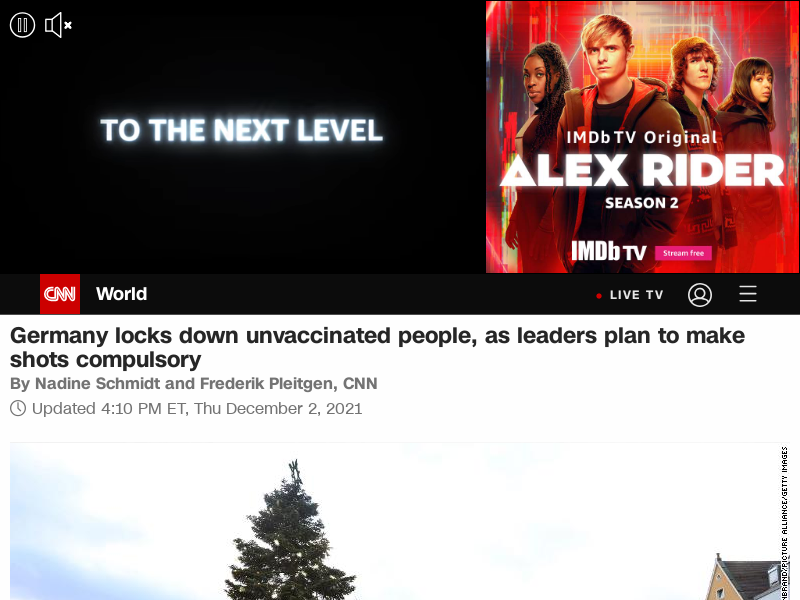 TO THE NEXT LEVEL
IMDb TV Original
ALEX RIDER
SEASON 2
IMDb TV Stream free
CNN World LIVE TV
Germany locks down unvaccinated people, as leaders plan to make
shots compulsory
By Nadine Schmidt and Frederik Pleitgen, CNN
Updated 4:10 PM ET, Thu December 2, 2021
PICTURE ALLIANCE/GETTY IMAGES